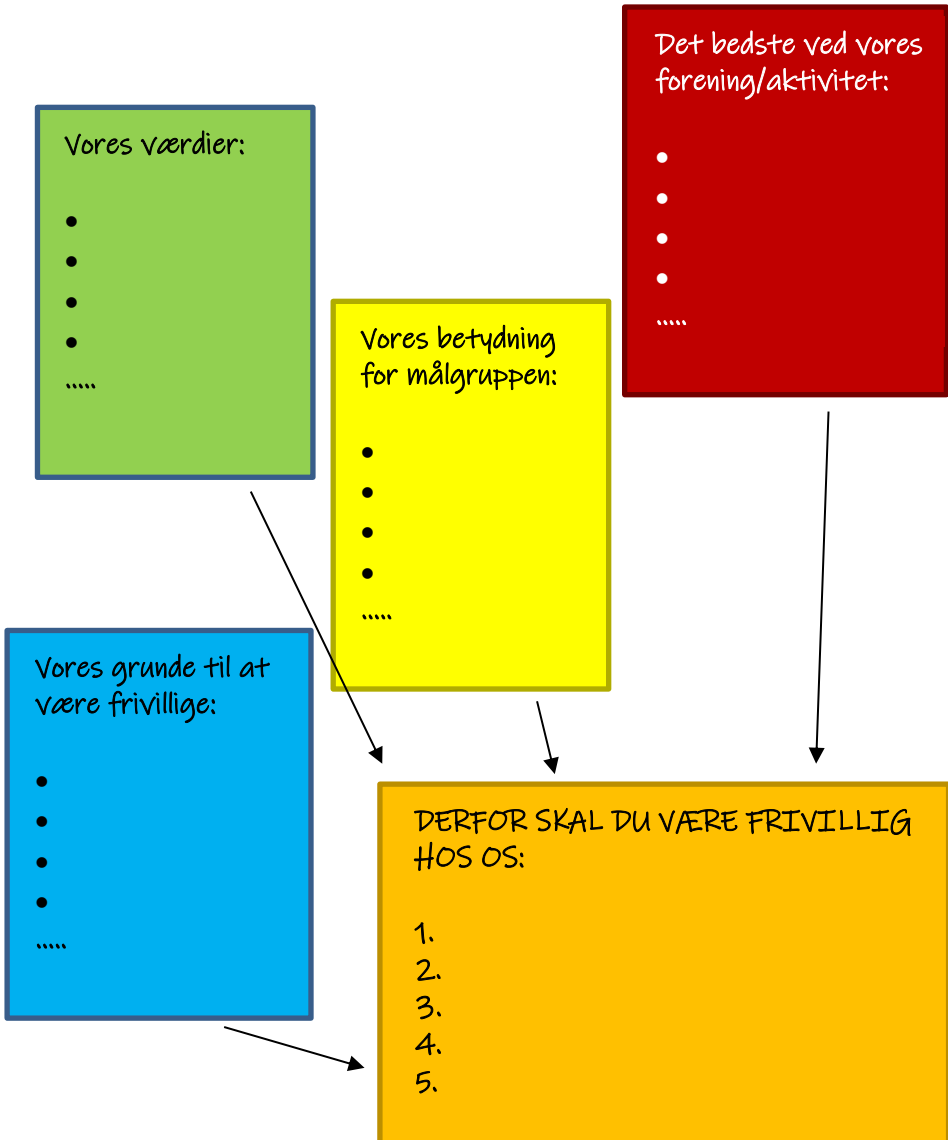 Det bedste ved vores
forening/aktivitet:
•
•
•
•
.....
Vores værdier:
•
•
•
•
.....
Vores betydning
for målgruppen:
•
•
•
•
.....
Vores grunde til at
være frivillige:
•
•
•
•
.....
DERFOR SKAL DU VÆRE FRIVILLIG
HOS OS:
1.
2.
3.
4.
5.